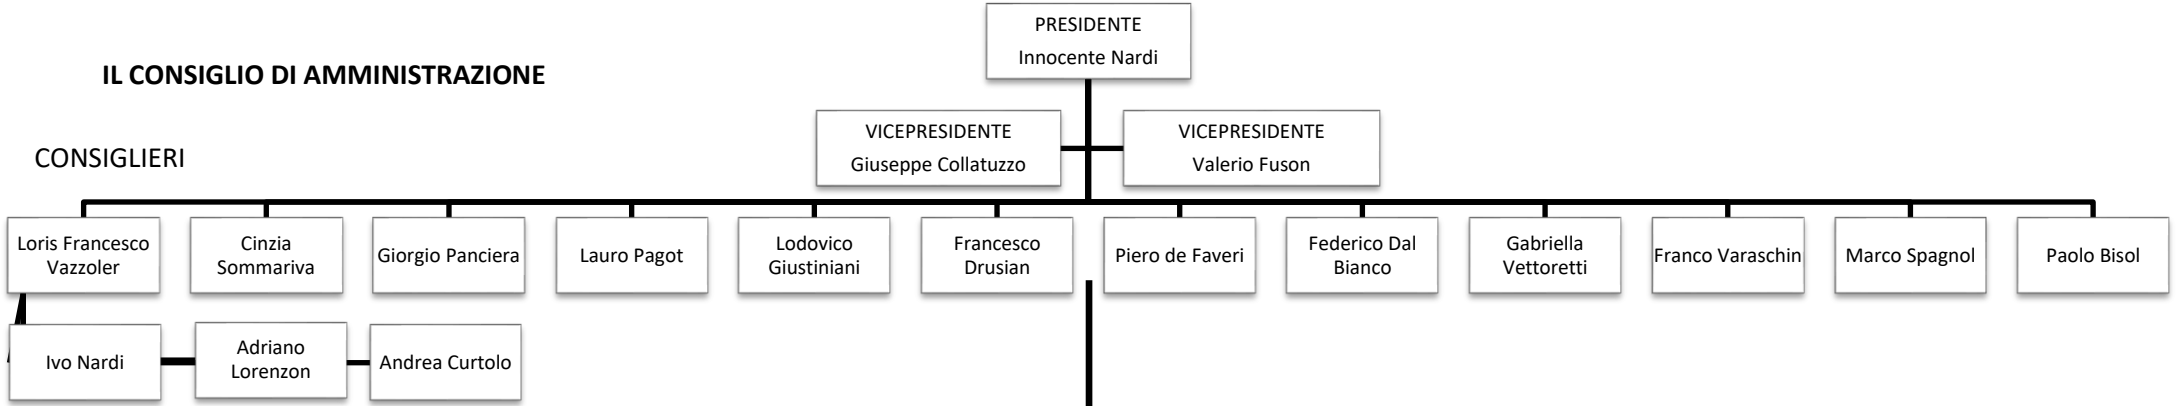 PRESIDENTE
Innocente Nardi
IL CONSIGLIO DI AMMINISTRAZIONE
VICEPRESIDENTE
Giuseppe Collatuzzo
VICEPRESIDENTE
Valerio Fuson
CONSIGLIERI
Loris Francesco
Vazzoler
Cinzia
Sommariva
Giorgio Panciera
Lauro Pagot
Lodovico
Giustiniani
Francesco
Drusian
Piero de Faveri
Federico Dal
Bianco
Gabriella
Vettoretti
Franco Varaschin
Marco Spagnol
Paolo Bisol
Ivo Nardi
Adriano
Lorenzon
Andrea Curtolo